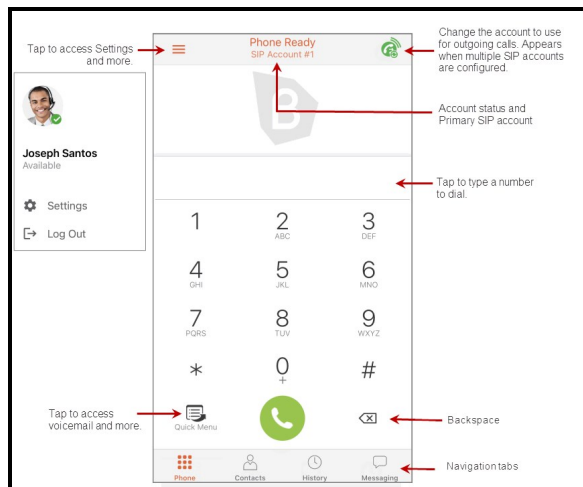 Tap to access Settings
and more.
Phone Ready
SIP Account #1
Change the account to use
for outgoing calls. Appears
when multiple SIP accounts
are configured.
Account status and
Primary SIP account
Joseph Santos
Available
Settings
Log Out
B
Tap to type a number
to dial.
1
2
ABC
3
DEF
4
GHI
5
JKL
6
MNO
7
PQRS
8
TUV
9
WXYZ
*
0
+
#
Tap to access
voicemail and more.
Quick Menu
Backspace
Phone
Contacts
History
Messaging
Navigation tabs